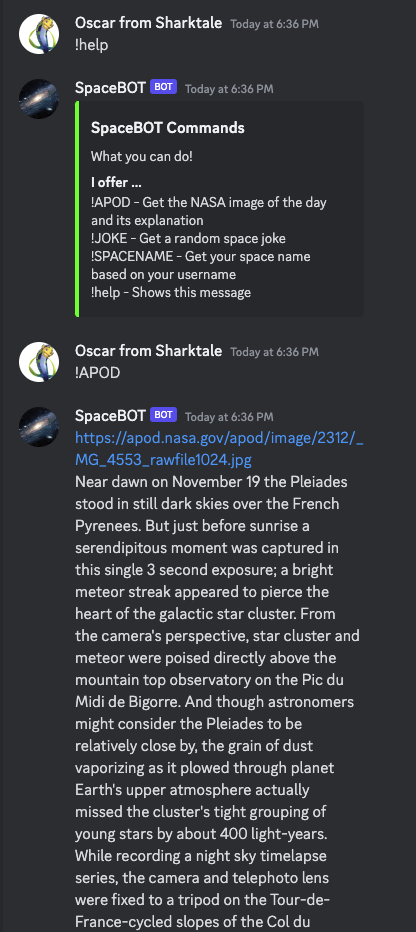 Oscar from Sharktale Today at 6:36 PM
!help
SpaceBOT BOT Today at 6:36 PM
SpaceBOT Commands
What you can do!
I offer ...
!APOD - Get the NASA image of the day
and its explanation
!JOKE - Get a random space joke
!SPACENAME - Get your space name
based on your username
!help - Shows this message
Oscar from Sharktale Today at 6:36 PM
!APOD
SpaceBOT BOT Today at 6:36 PM
https://apod.nasa.gov/apod/image/2312/_
MG_4553_rawfile1024.jpg
Near dawn on November 19 the Pleiades
stood in still dark skies over the French
Pyrenees. But just before sunrise a
serendipitous moment was captured in
this single 3 second exposure; a bright
meteor streak appeared to pierce the
heart of the galactic star cluster. From
the camera's perspective, star cluster and
meteor were poised directly above the
mountain top observatory on the Pic du
Midi de Bigorre. And though astronomers
might consider the Pleiades to be
relatively close by, the grain of dust
vaporizing as it plowed through planet
Earth's upper atmosphere actually
missed the cluster's tight grouping of
young stars by about 400 light-years.
While recording a night sky timelapse
series, the camera and telephoto lens
were fixed to a tripod on the Tour-de-
France-cycled slopes of the Col du